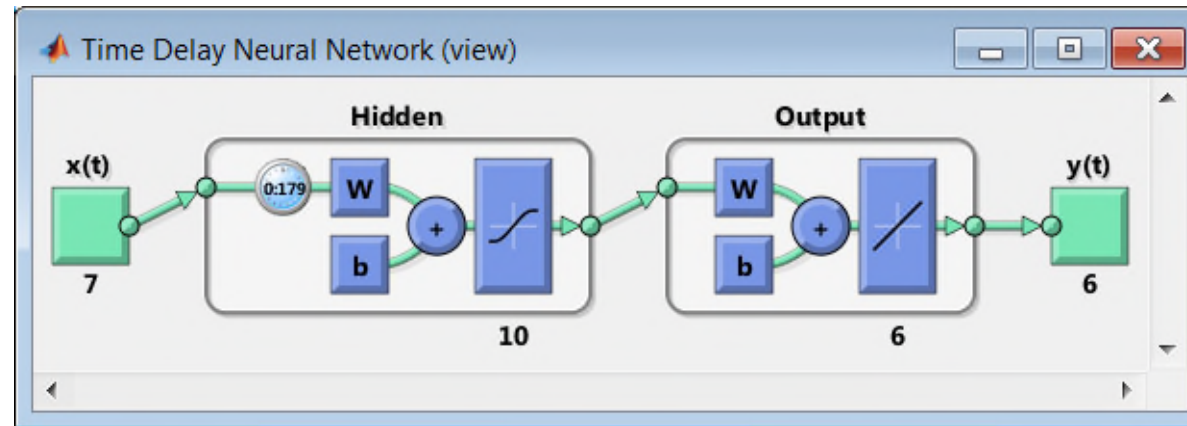 Time Delay Neural Network (view)
Hidden
Output
x(t)
y(t)
0:179
W
W
+
+
b
b
7
6
10
6